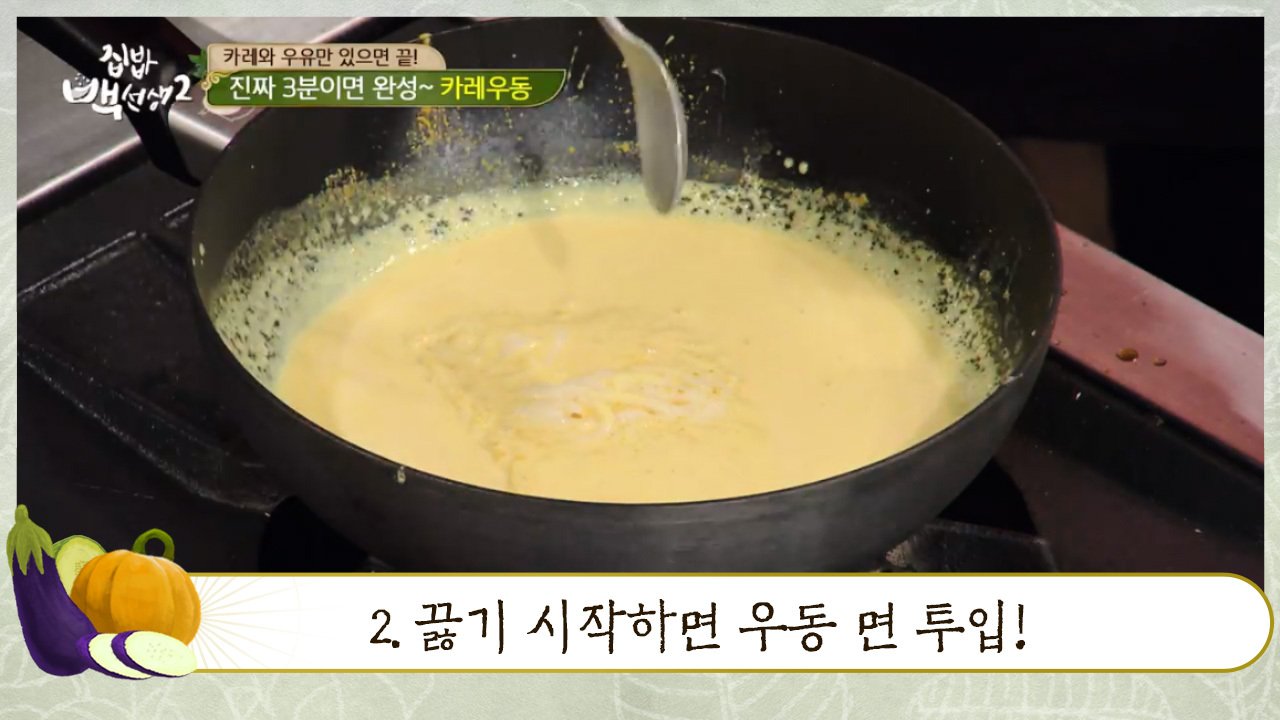 집밥
백선생2
카레와 우유만 있으면 끝!
진짜 3분이면 완성~ 카레우동
2. 끓기 시작하면 우동 면 투입!